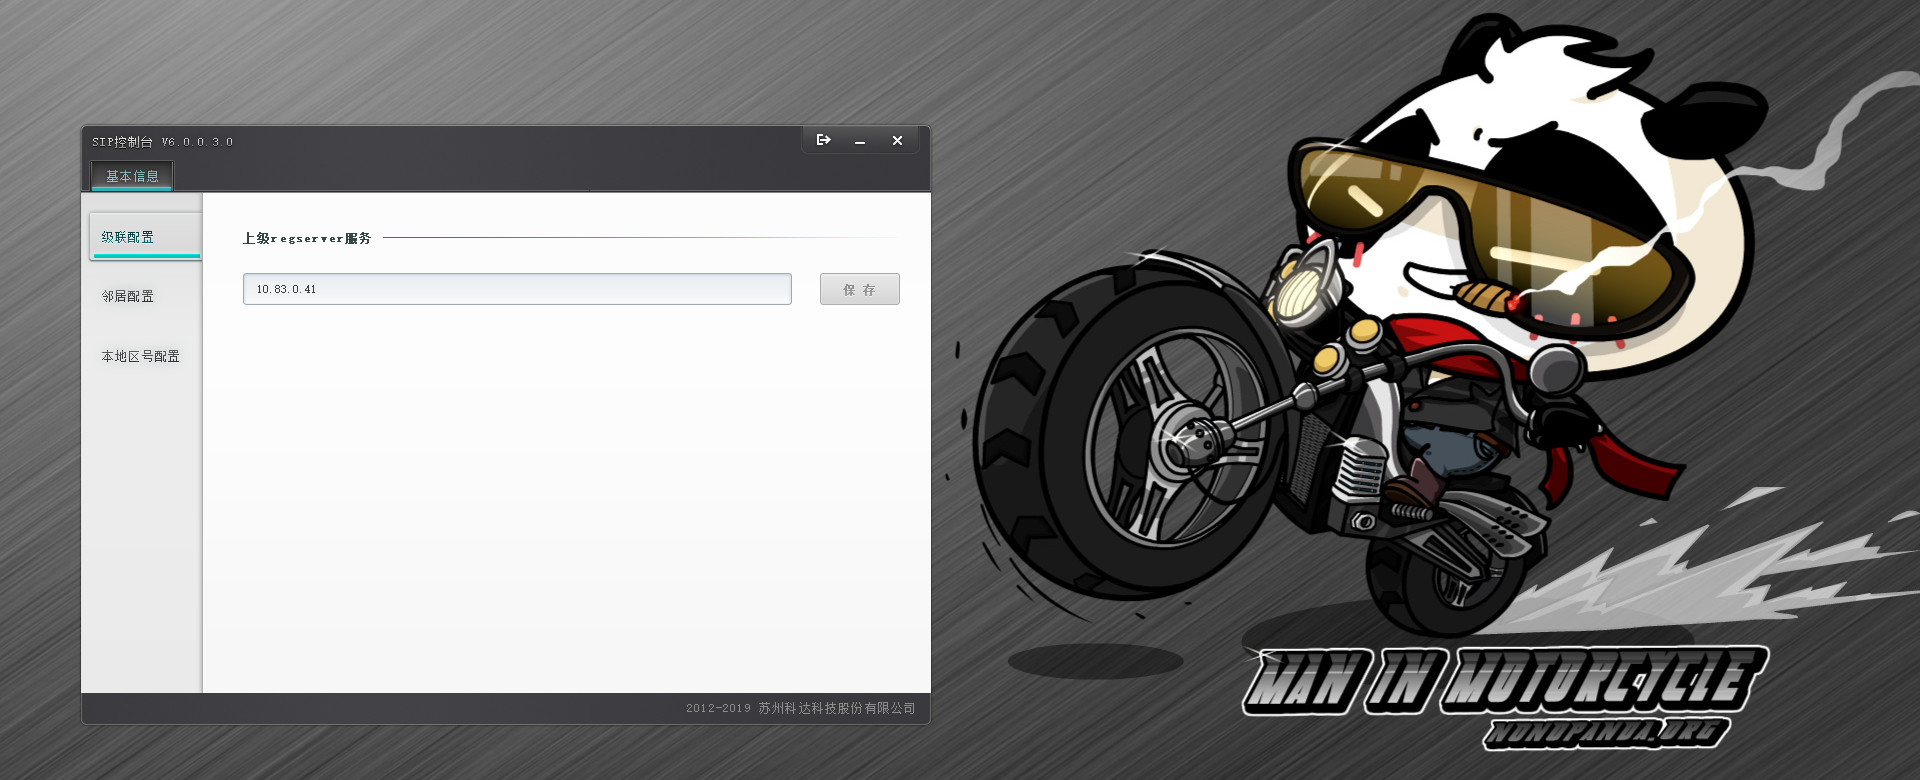 SIP控制台 V6.0.0.3.0
基本信息
级联配置
邻居配置
本地区号配置
上级regserver服务
10.83.0.41
保 存
2012-2019 苏州科达科技股份有限公司
MAN IN MOTORCYCLE
NONOPANDA.ORG